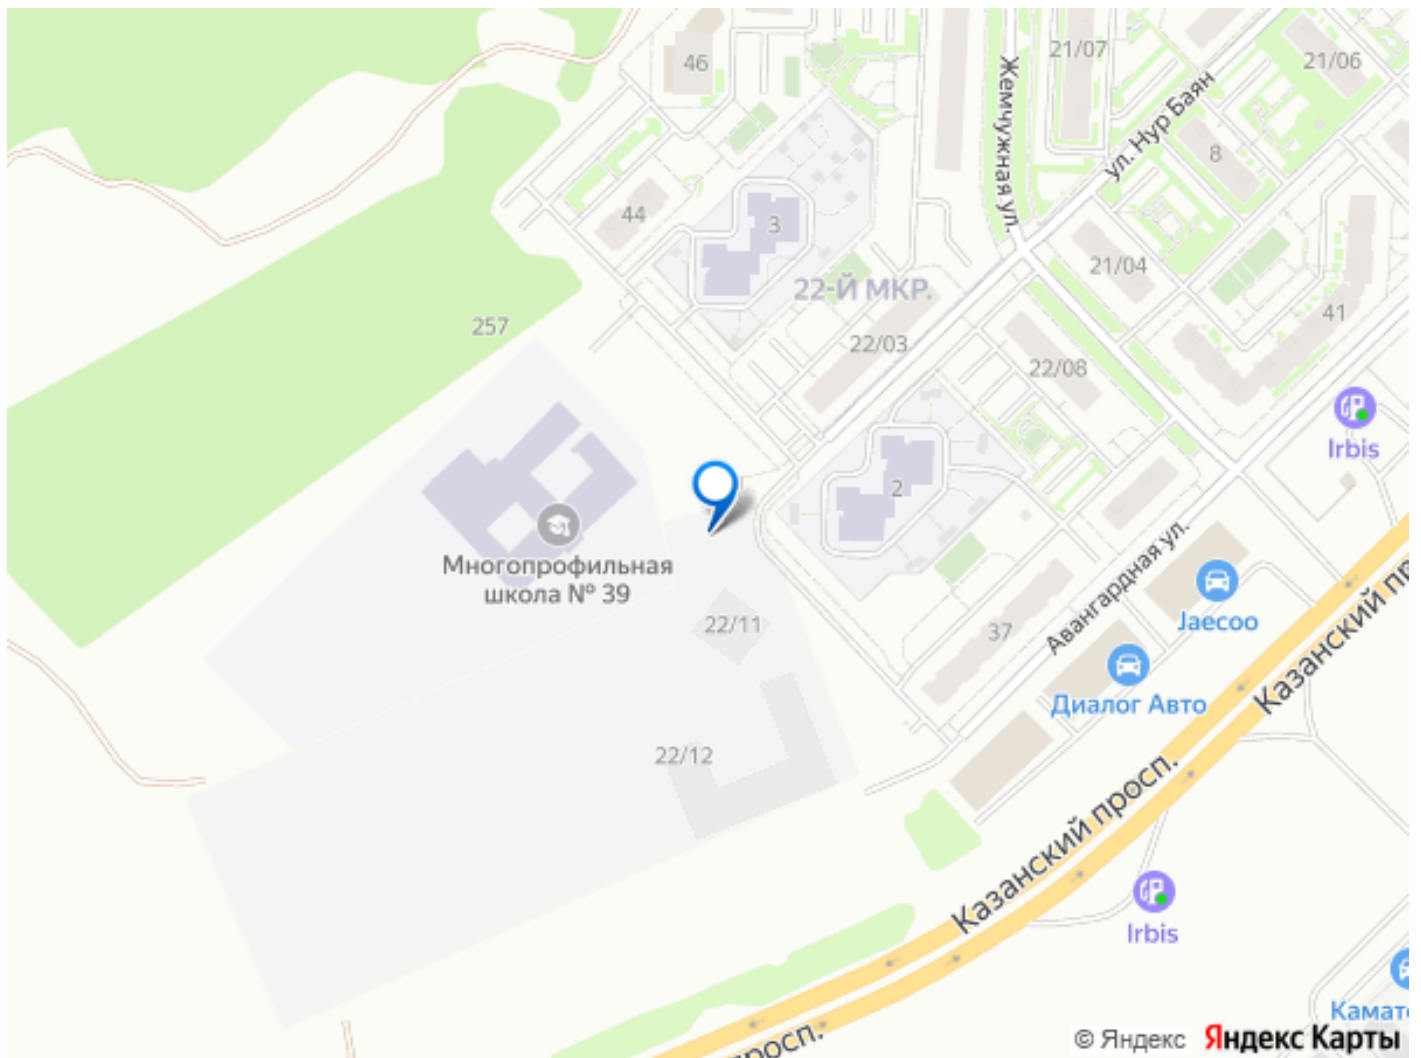 46
21/07
21/06
Жемчужная ул.
ул. Нур Баян
8
44
3
21/04
22-Й МКР.
257
22/03
41
22/08
Irbis
2
Многопрофильная
школа № 39
Авангардная ул.
Jaecoo
22/11
37
Казанский пр
Диалог Авто
22/12
Казанский просп.
Irbis
Камат
просп.
© Яндекс Яндекс Карты